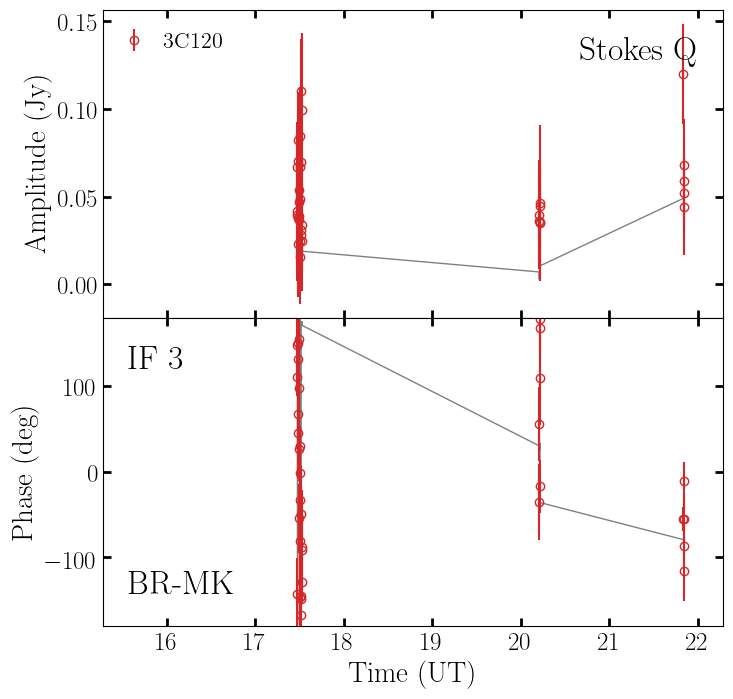 0.15
3C120
Stokes Q
0.10
0.05
0.00
Amplitude (Jy)
IF 3
100
0
−100
Phase (deg)
BR-MK
16 17 18 19 20 21 22
Time (UT)